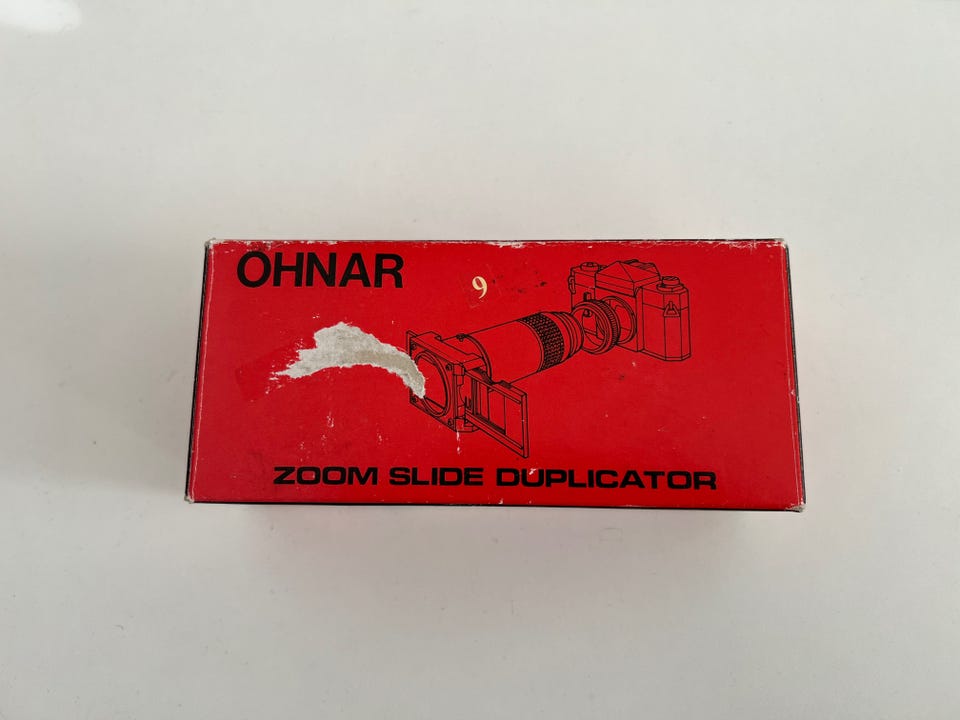 OHNAR
9
ZOOM SLIDE DUPLICATOR